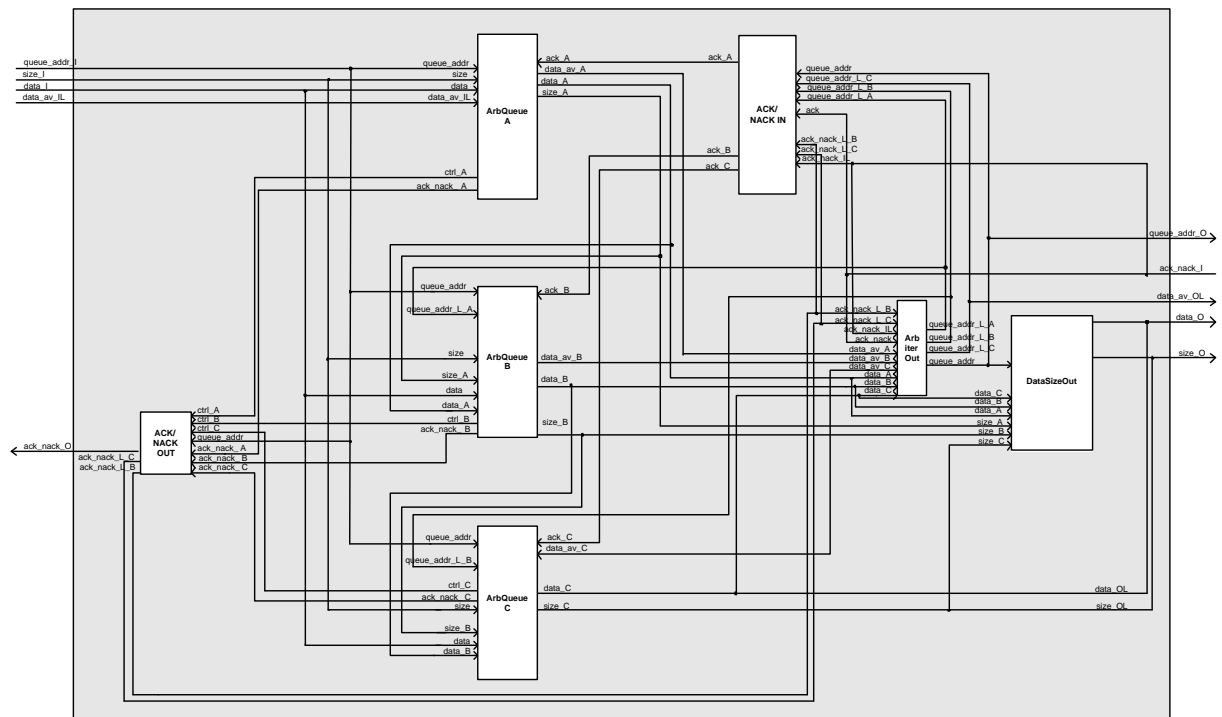 queue_addr_I
size_I
data_I
data_av_IL
queue_addr
size
data
data_av_IL
ArbQueue
A
ack_A
data_av_A
data_A
size_A
ctrl_A
ack_nack_A
ack_A
ack_B
ack_C
ACK/
NACK IN
queue_addr
queue_addr_L_C
queue_addr_L_B
queue_addr_L_A
ack
ack_nack_L_B
ack_nack_L_C
ack_nack_IL
queue_addr_O
ack_nack_I
data_av_OL
data_O
size_O
queue_addr
queue_addr_L_A
size
size_A
data
data_A
ctrl_B
ack_nack_B
ArbQueue
B
ack_B
data_av_B
data_B
size_B
ack_nack_L_B
ack_nack_L_C
ack_nack_IL
ack_nack
data_av_A
data_av_B
data_av_C
data_A
data_B
data_C
Arb
iter
Out
queue_addr_L_A
queue_addr_L_B
queue_addr_L_C
queue_addr
DataSizeOut
data_C
data_B
data_A
size_A
size_B
size_C
ack_nack_O
ack_nack_L_C
ack_nack_L_B
ACK/
NACK
OUT
ctrl_A
ctrl_B
ctrl_C
queue_addr
ack_nack_A
ack_nack_B
ack_nack_C
queue_addr
queue_addr_L_B
ctrl_C
ack_nack_C
size
size_B
data
data_B
ArbQueue
C
ack_C
data_av_C
data_C
size_C
data_OL
size_OL